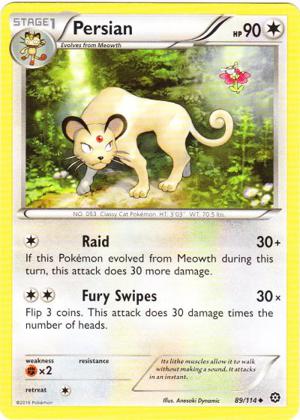 STAGE1
Persian
HP 90
Evolves from Meowth
NO. 053 Classy Cat Pokémon HT. 3'03" WT. 70.5 lbs.
Raid 30+
If this Pokémon evolved from Meowth during this
turn, this attack does 30 more damage.
Fury Swipes 30×
Flip 3 coins. This attack does 30 damage times the
number of heads.
weakness
×2
resistance
retreat
Its lithe muscles allow it to walk
without making a sound. It attacks
in an instant.
©2016 Pokémon
Illus. Anesaki Dynamic
89/114